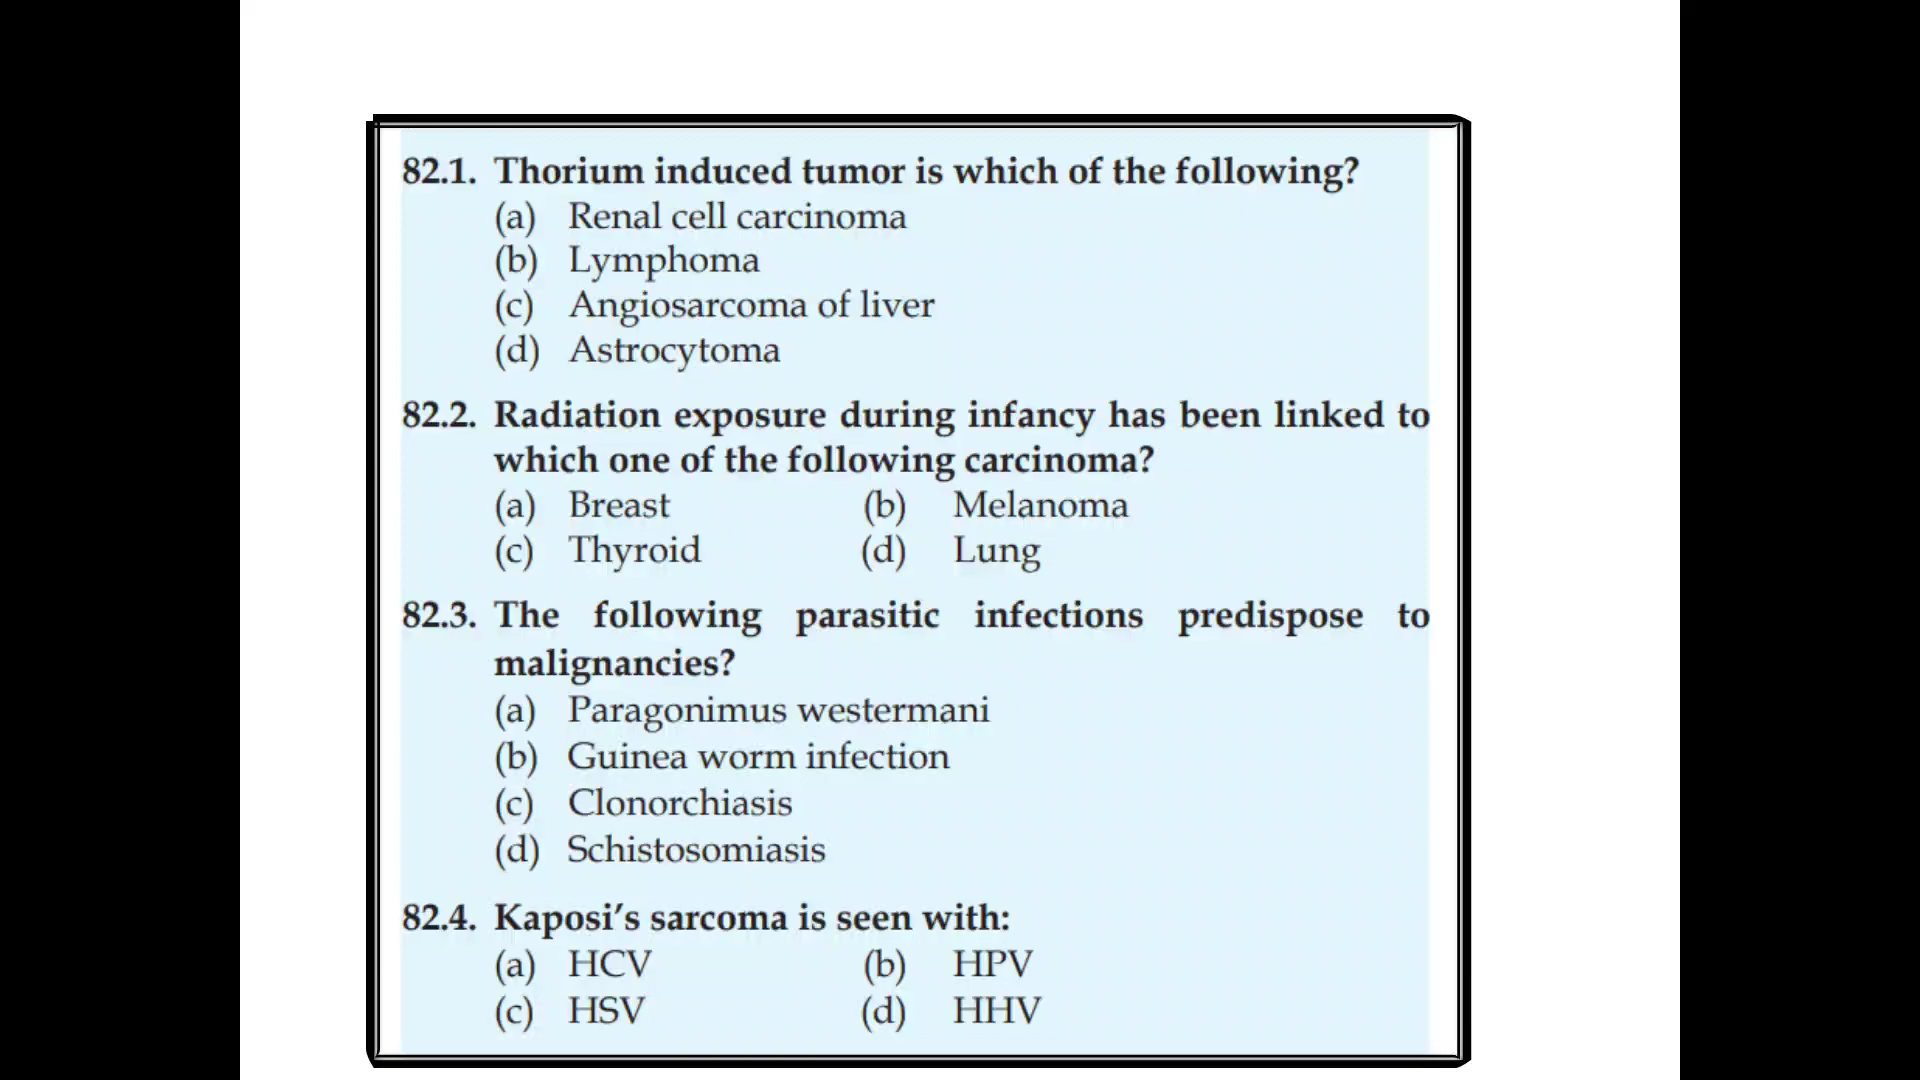 82.1. Thorium induced tumor is which of the following?
(a) Renal cell carcinoma
(b) Lymphoma
(c) Angiosarcoma of liver
(d) Astrocytoma
82.2. Radiation exposure during infancy has been linked to
which one of the following carcinoma?
(a) Breast (b) Melanoma
(c) Thyroid (d) Lung
82.3. The following parasitic infections predispose to
malignancies?
(a) Paragonimus westermani
(b) Guinea worm infection
(c) Clonorchiasis
(d) Schistosomiasis
82.4. Kaposi’s sarcoma is seen with:
(a) HCV (b) HPV
(c) HSV (d) HHV